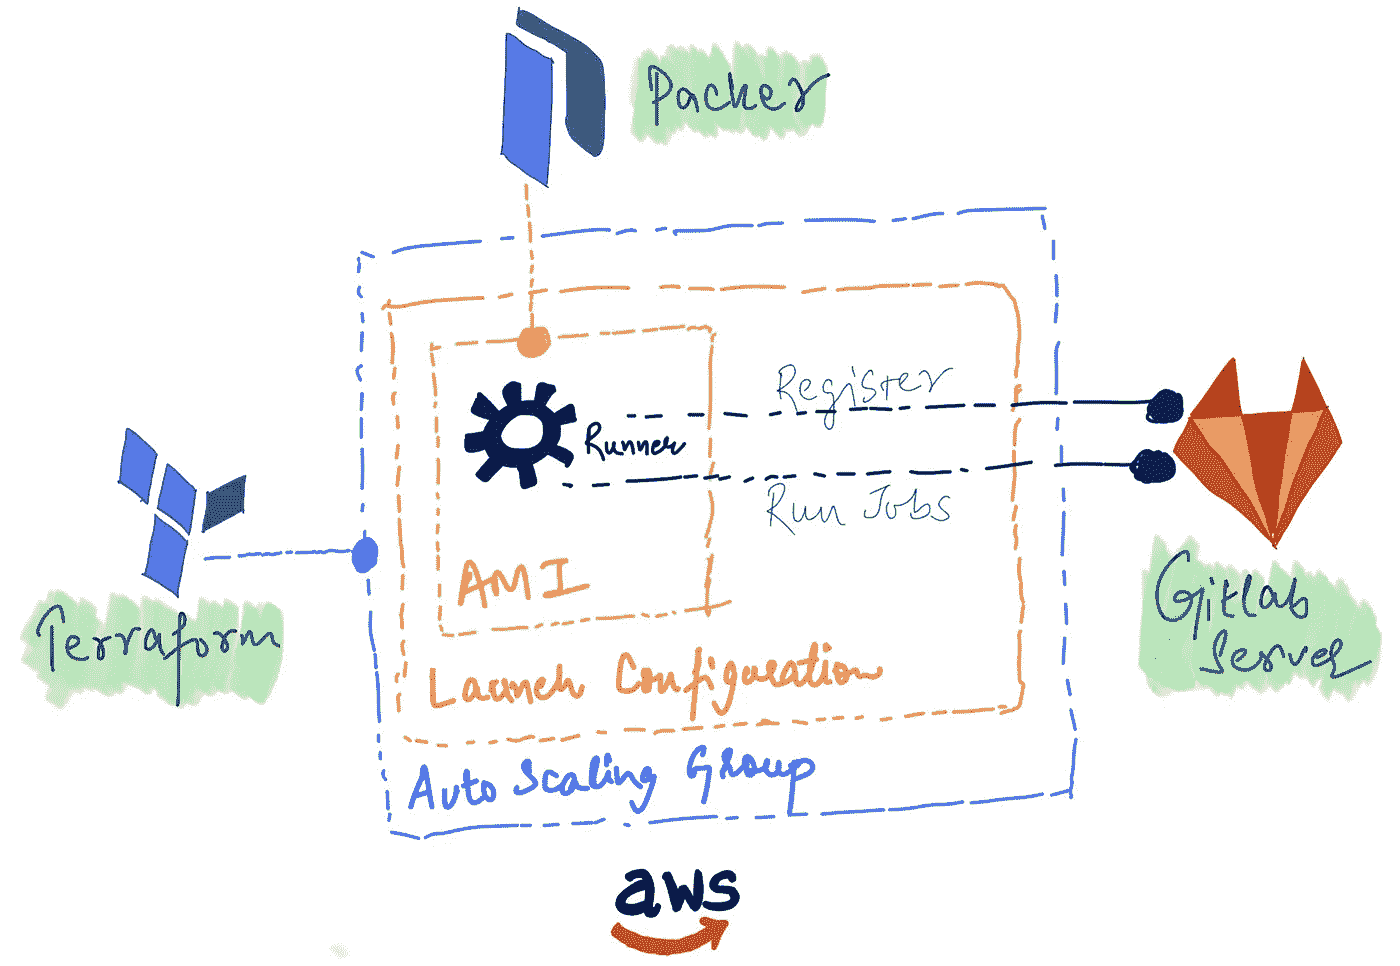 Packer
Register
Runner
Run Jobs
AMI
Terraform
Gitlab
Server
Launch Configuration
Auto Scaling Group
aws